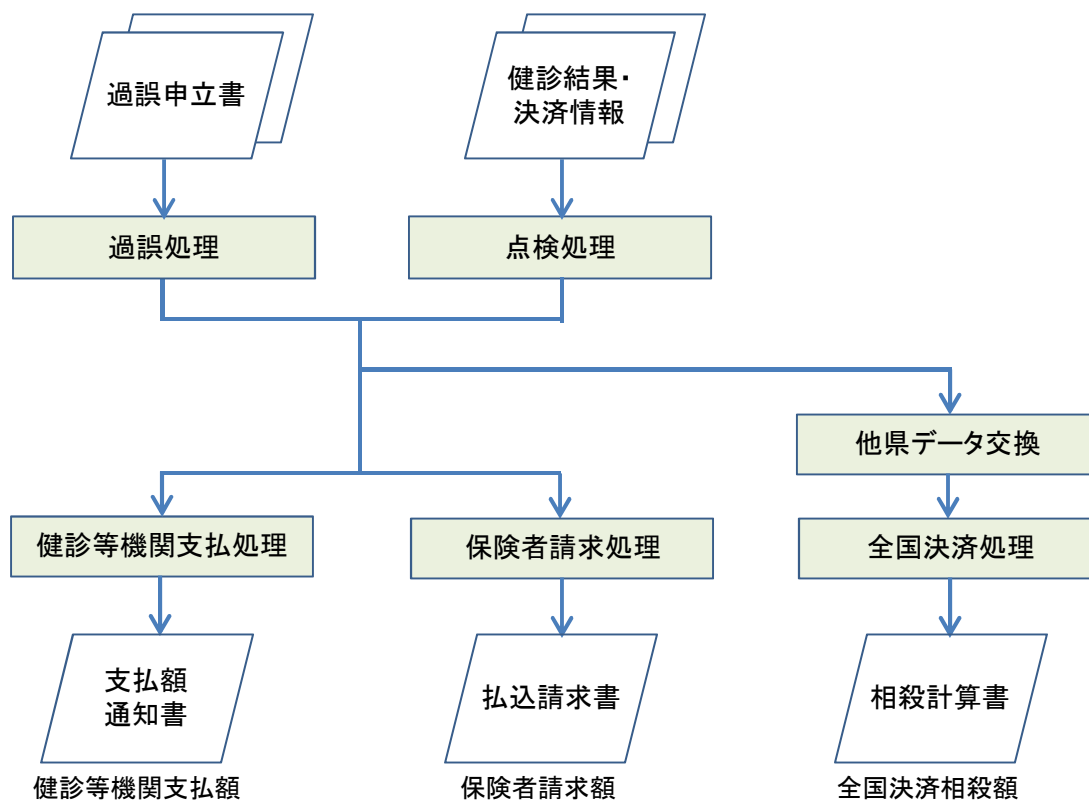 過誤申立書
健診結果・
決済情報
過誤処理
点検処理
他県データ交換
健診等機関支払処理
保険者請求処理
全国決済処理
支払額
通知書
払込請求書
相殺計算書
健診等機関支払額
保険者請求額
全国決済相殺額